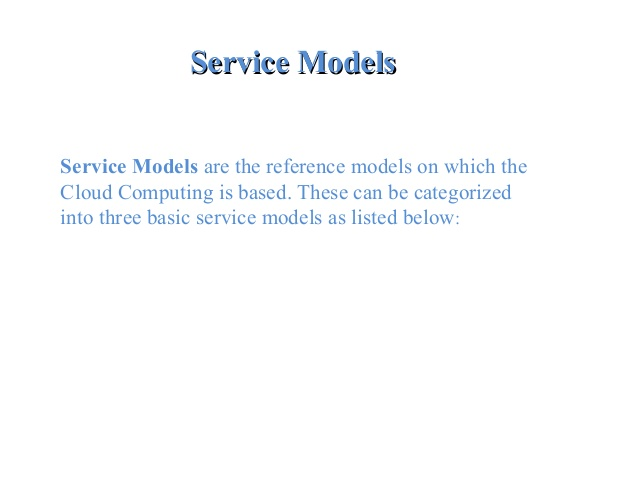 Service Models
Service Models are the reference models on which the
Cloud Computing is based. These can be categorized
into three basic service models as listed below: